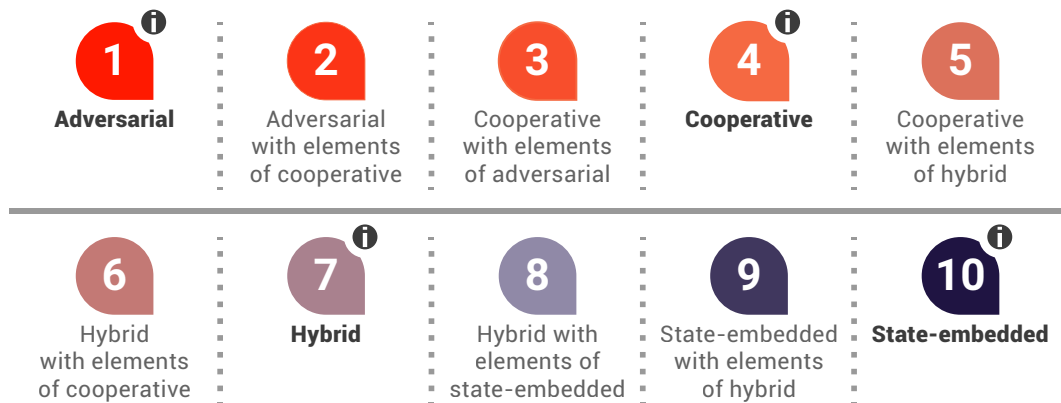 1
i
Adversarial
2
Adversarial
with elements
of cooperative
3
Cooperative
with elements
of adversarial
4
i
Cooperative
5
Cooperative
with elements
of hybrid
6
Hybrid
with elements
of cooperative
7
i
Hybrid
8
Hybrid with
elements of
state-embedded
9
State-embedded
with elements
of hybrid
10
i
State-embedded